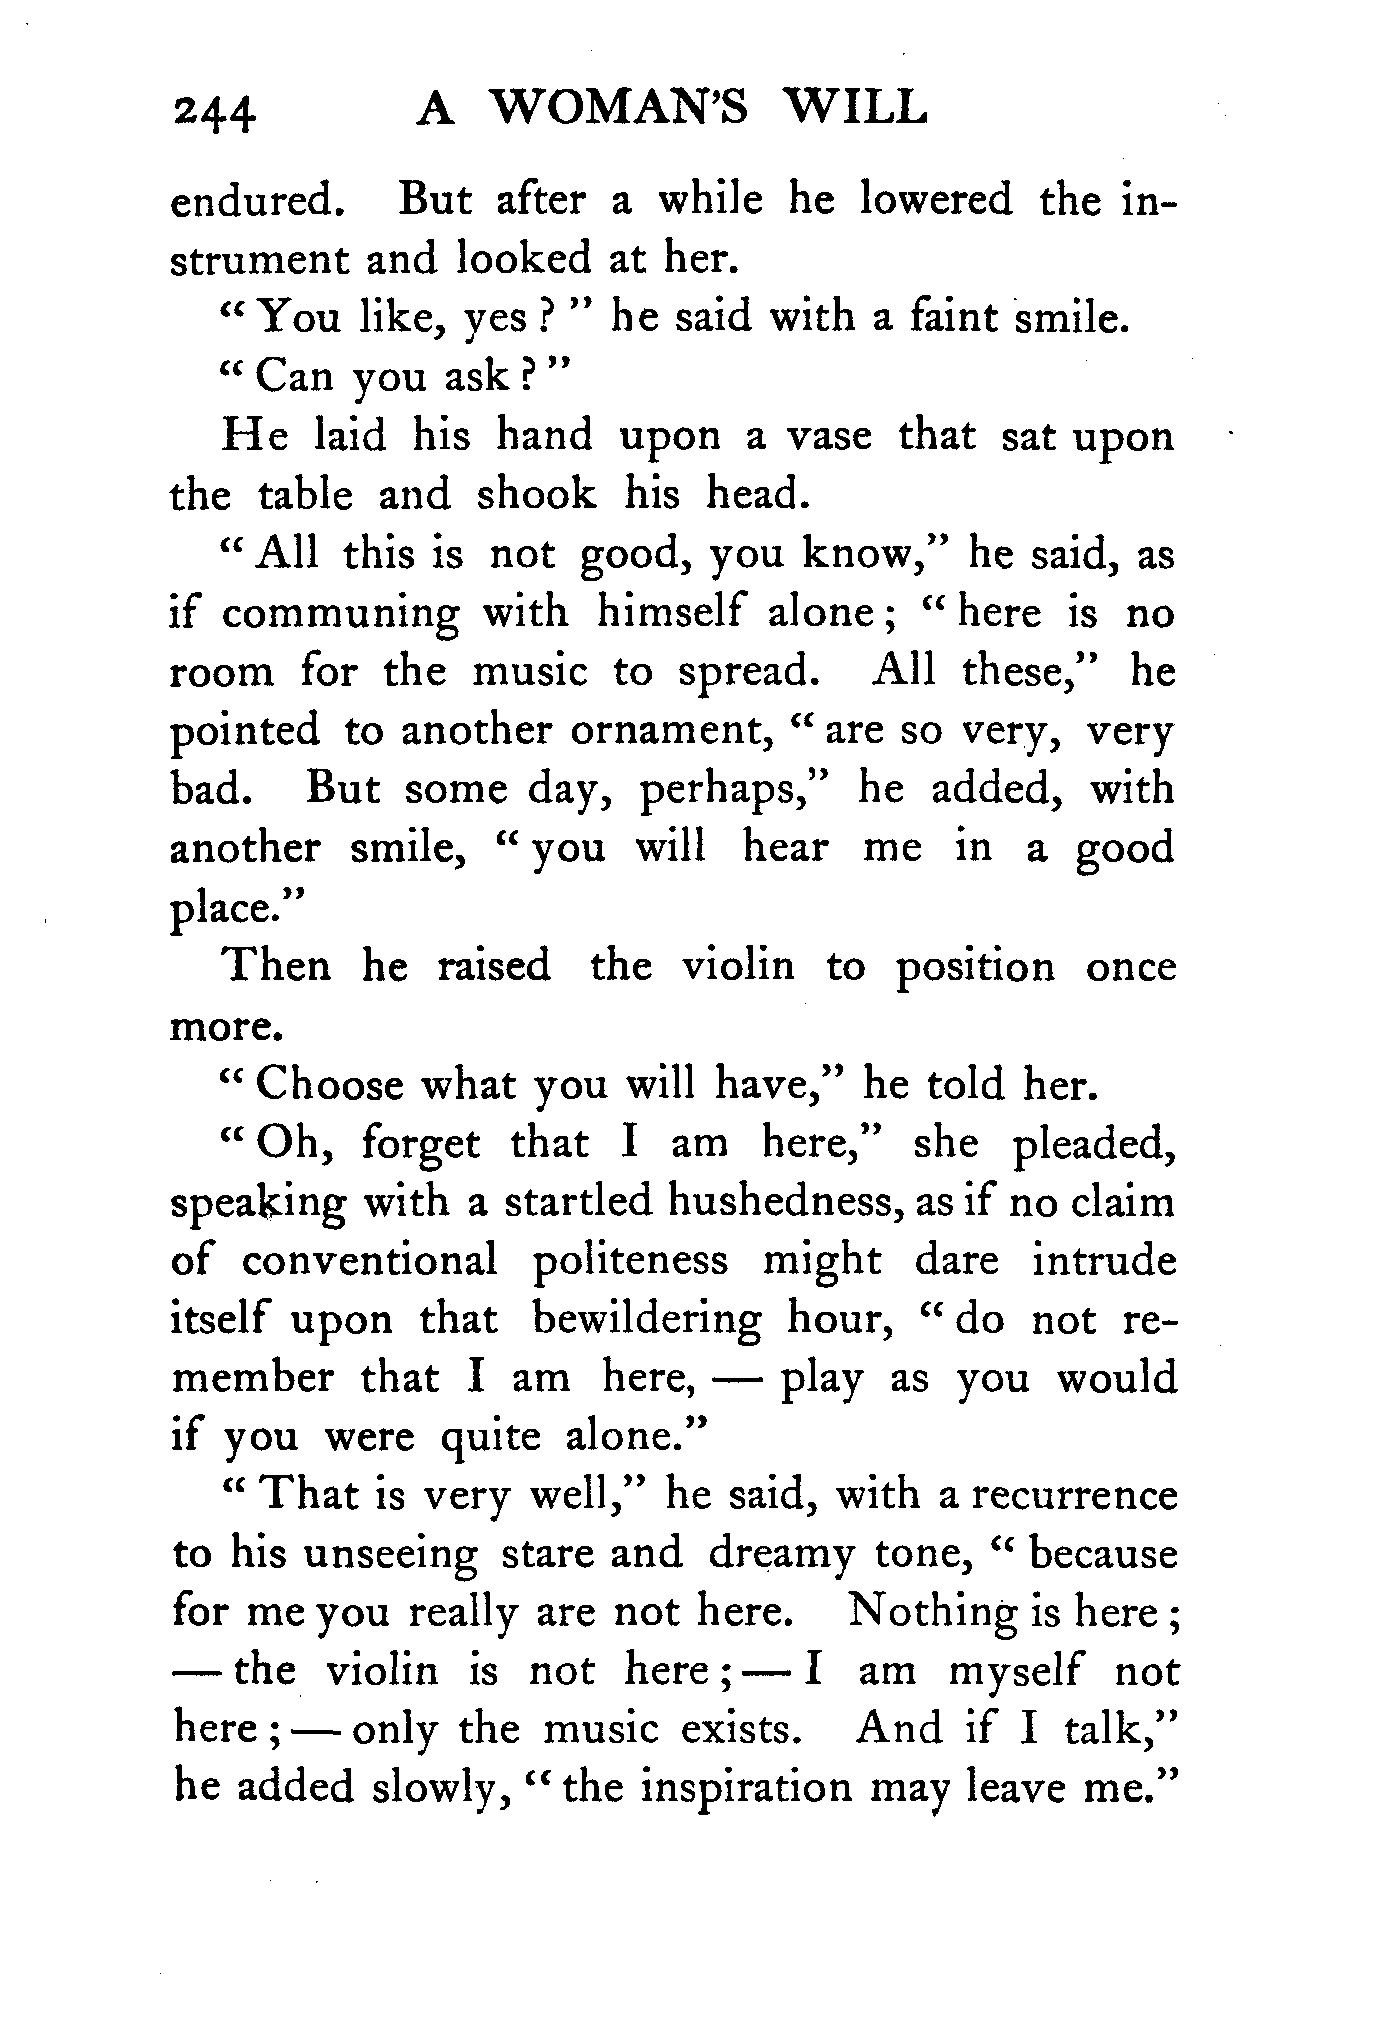 244 A WOMAN'S WILL
endured. But after a while he lowered the in-
strument and looked at her.
“ You like, yes ? ” he said with a faint smile.
“ Can you ask ? ”
He laid his hand upon a vase that sat upon
the table and shook his head.
“ All this is not good, you know,” he said, as
if communing with himself alone ; “ here is no
room for the music to spread. All these,” he
pointed to another ornament, “ are so very, very
bad. But some day, perhaps,” he added, with
another smile, “ you will hear me in a good
place.”
Then he raised the violin to position once
more.
“ Choose what you will have,” he told her.
“ Oh, forget that I am here,” she pleaded,
speaking with a startled hushedness, as if no claim
of conventional politeness might dare intrude
itself upon that bewildering hour, “ do not re-
member that I am here, — play as you would
if you were quite alone.”
“ That is very well,” he said, with a recurrence
to his unseeing stare and dreamy tone, “ because
for me you really are not here. Nothing is here ;
— the violin is not here ; — I am myself not
here ; — only the music exists. And if I talk,”
he added slowly, “ the inspiration may leave me.”